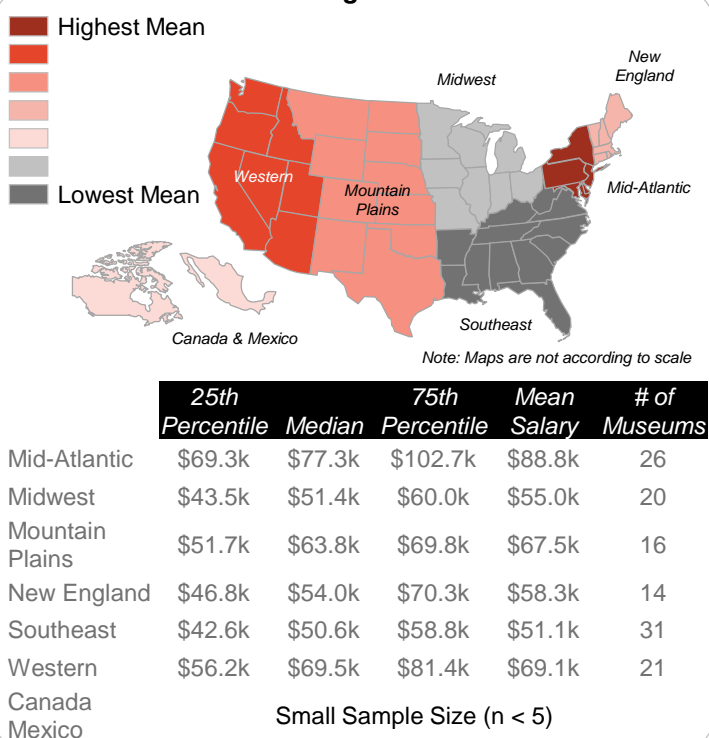 Highest Mean
Lowest Mean
New
England
Midwest
Western
Mountain
Plains
Mid-Atlantic
Canada & Mexico
Southeast
Note: Maps are not according to scale
25th Percentile Median 75th Percentile Mean Salary # of Museums
Mid-Atlantic $69.3k $77.3k $102.7k $88.8k 26
Midwest $43.5k $51.4k $60.0k $55.0k 20
Mountain Plains $51.7k $63.8k $69.8k $67.5k 16
New England $46.8k $54.0k $70.3k $58.3k 14
Southeast $42.6k $50.6k $58.8k $51.1k 31
Western $56.2k $69.5k $81.4k $69.1k 21
Canada
Mexico
Small Sample Size (n < 5)